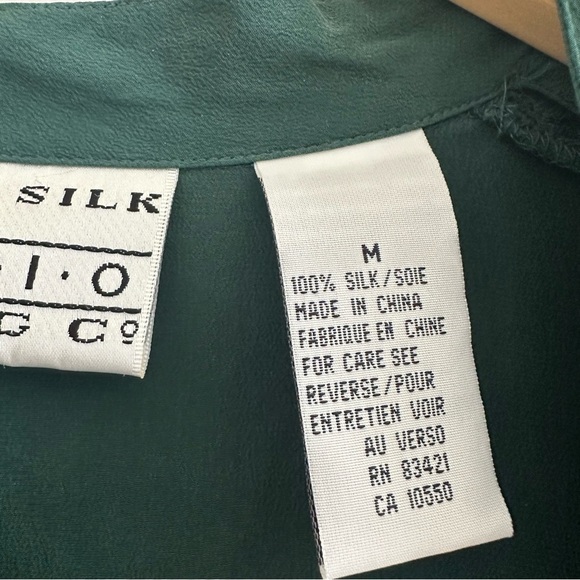 SILK
I·O
G Cº
M
100% SILK/SOIE
MADE IN CHINA
FABRIQUE EN CHINE
FOR CARE SEE
REVERSE/POUR
ENTRETIEN VOIR
AU VERSO
RN 83421
CA 10550